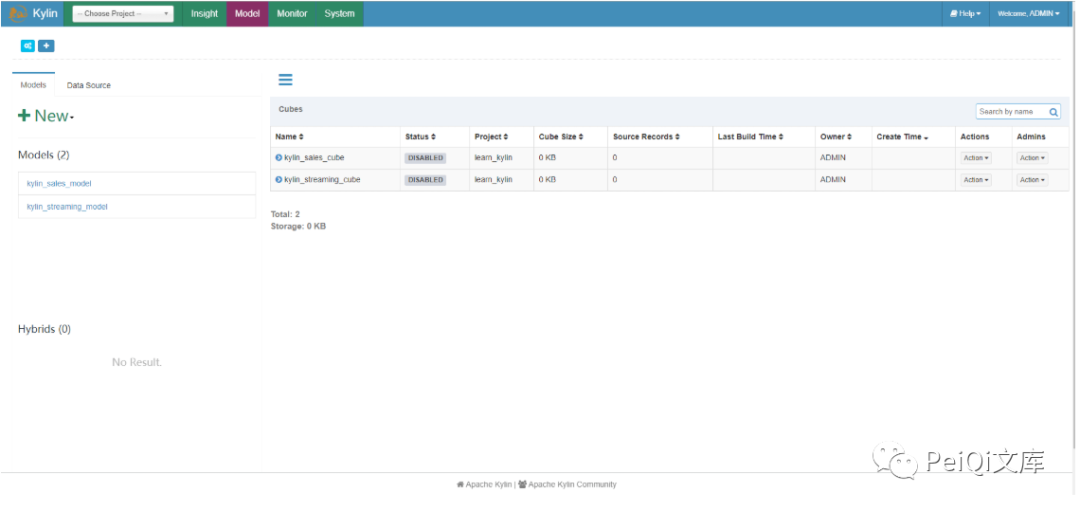 Kylin -- Choose Project -- Insight Model Monitor System Help Welcome, ADMIN
Models Data Source
New
Models (2)
kylin_sales_model
kylin_streaming_model
Hybrids (0)
No Result.
Cubes Search by name
Name Status Project Cube Size Source Records Last Build Time Owner Create Time Actions Admins
kylin_sales_cube DISABLED learn_kylin 0 KB 0 ADMIN Action Action
kylin_streaming_cube DISABLED learn_kylin 0 KB 0 ADMIN Action Action
Total: 2
Storage: 0 KB
PeiQi文库
Apache Kylin | Apache Kylin Community